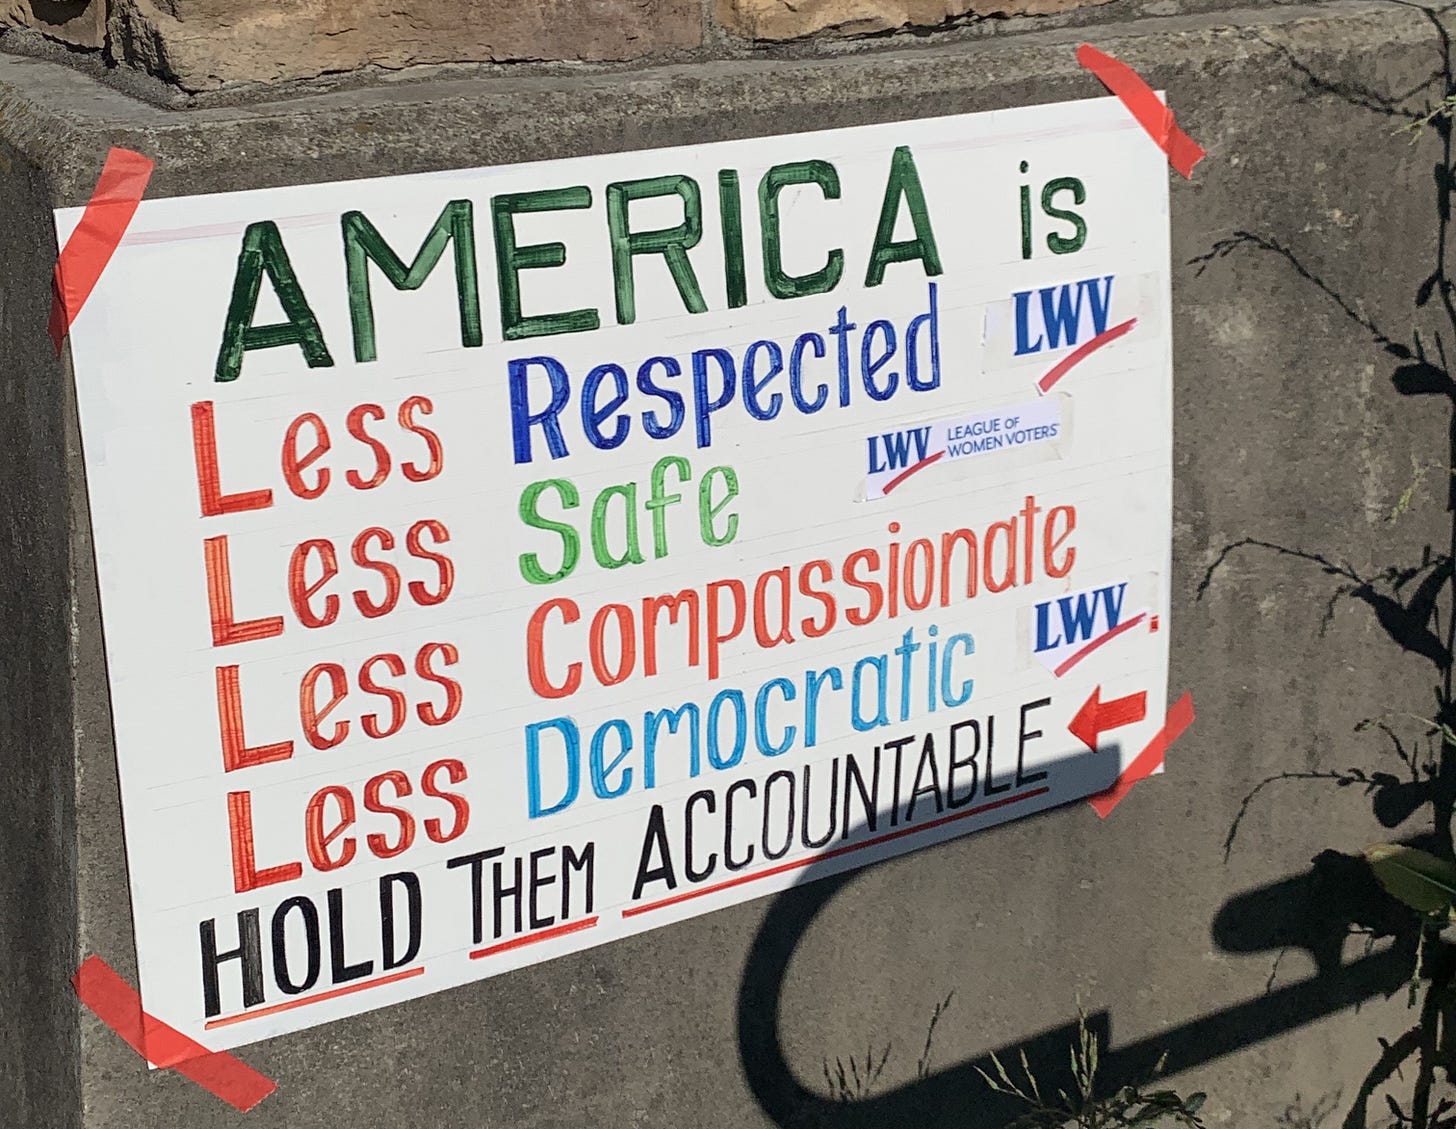 AMERICA is
Less Respected
LWV
Less Safe
LWV LEAGUE OF
WOMEN VOTERS
Less Compassionate
Less Democratic
LWV
HOLD THEM ACCOUNTABLE